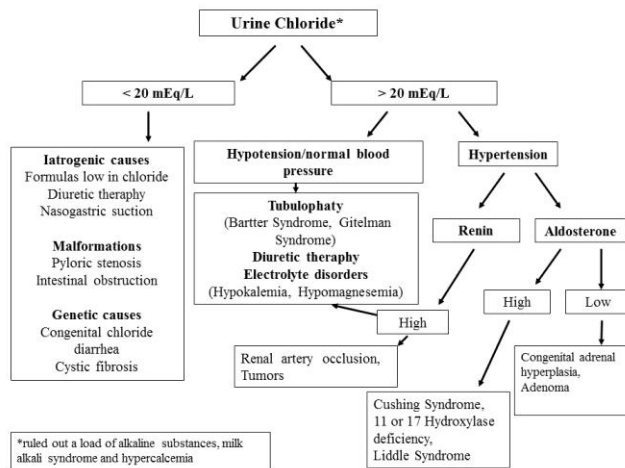 Urine Chloride*
< 20 mEq/L
> 20 mEq/L
Iatrogenic causes
Formulas low in chloride
Diuretic theraphy
Nasogastric suction
Malformations
Pyloric stenosis
Intestinal obstruction
Genetic causes
Congenital chloride
diarrhea
Cystic fibrosis
Hypotension/normal blood
pressure
Hypertension
Tubulophaty
(Bartter Syndrome, Gitelman
Syndrome)
Diuretic theraphy
Electrolyte disorders
(Hypokalemia, Hypomagnesemia)
Renin
Aldosterone
High
High
Low
Renal artery occlusion,
Tumors
Congenital adrenal
hyperplasia,
Adenoma
Cushing Syndrome,
11 or 17 Hydroxylase
deficiency,
Liddle Syndrome
*ruled out a load of alkaline substances, milk
alkali syndrome and hypercalcemia